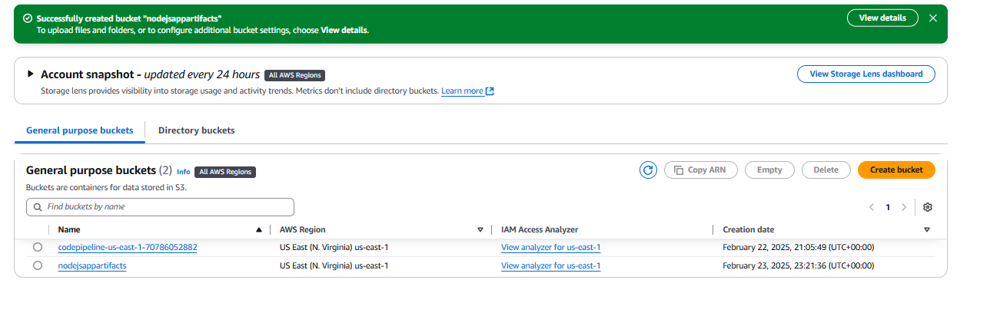 Successfully created bucket "nodejsappartifacts"
To upload files and folders, or to configure additional bucket settings, choose View details.
View details
Account snapshot - updated every 24 hours All AWS Regions
Storage lens provides visibility into storage usage and activity trends. Metrics don't include directory buckets. Learn more
View Storage Lens dashboard
General purpose buckets Directory buckets
General purpose buckets (2) Info All AWS Regions
Buckets are containers for data stored in S3.
Copy ARN Empty Delete Create bucket
Find buckets by name
1
Name AWS Region IAM Access Analyzer Creation date
codepipeline-us-east-1-70786052882 US East (N. Virginia) us-east-1 View analyzer for us-east-1 February 22, 2025, 21:05:49 (UTC+00:00)
nodejsappartifacts US East (N. Virginia) us-east-1 View analyzer for us-east-1 February 23, 2025, 23:21:36 (UTC+00:00)